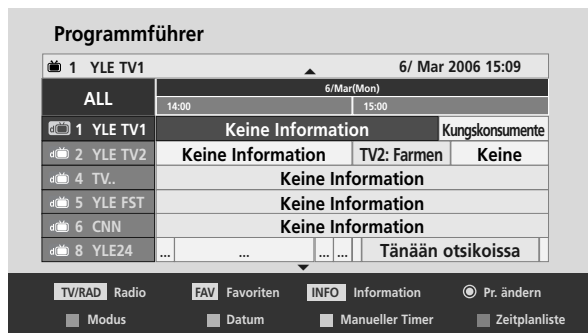 Programmführer
1 YLE TV1 6/ Mar 2006 15:09
ALL 6/Mar(Mon)
14:00 15:00
1 YLE TV1 Keine Information Kungskonsumente
2 YLE TV2 Keine Information TV2: Farmen Keine
4 TV.. Keine Information
5 YLE FST Keine Information
6 CNN Keine Information
8 YLE24 ... ... ... ... Tänään otsikoissa
TV/RAD Radio FAV Favoriten INFO Information Pr. ändern
Modus Datum Manueller Timer Zeitplanliste